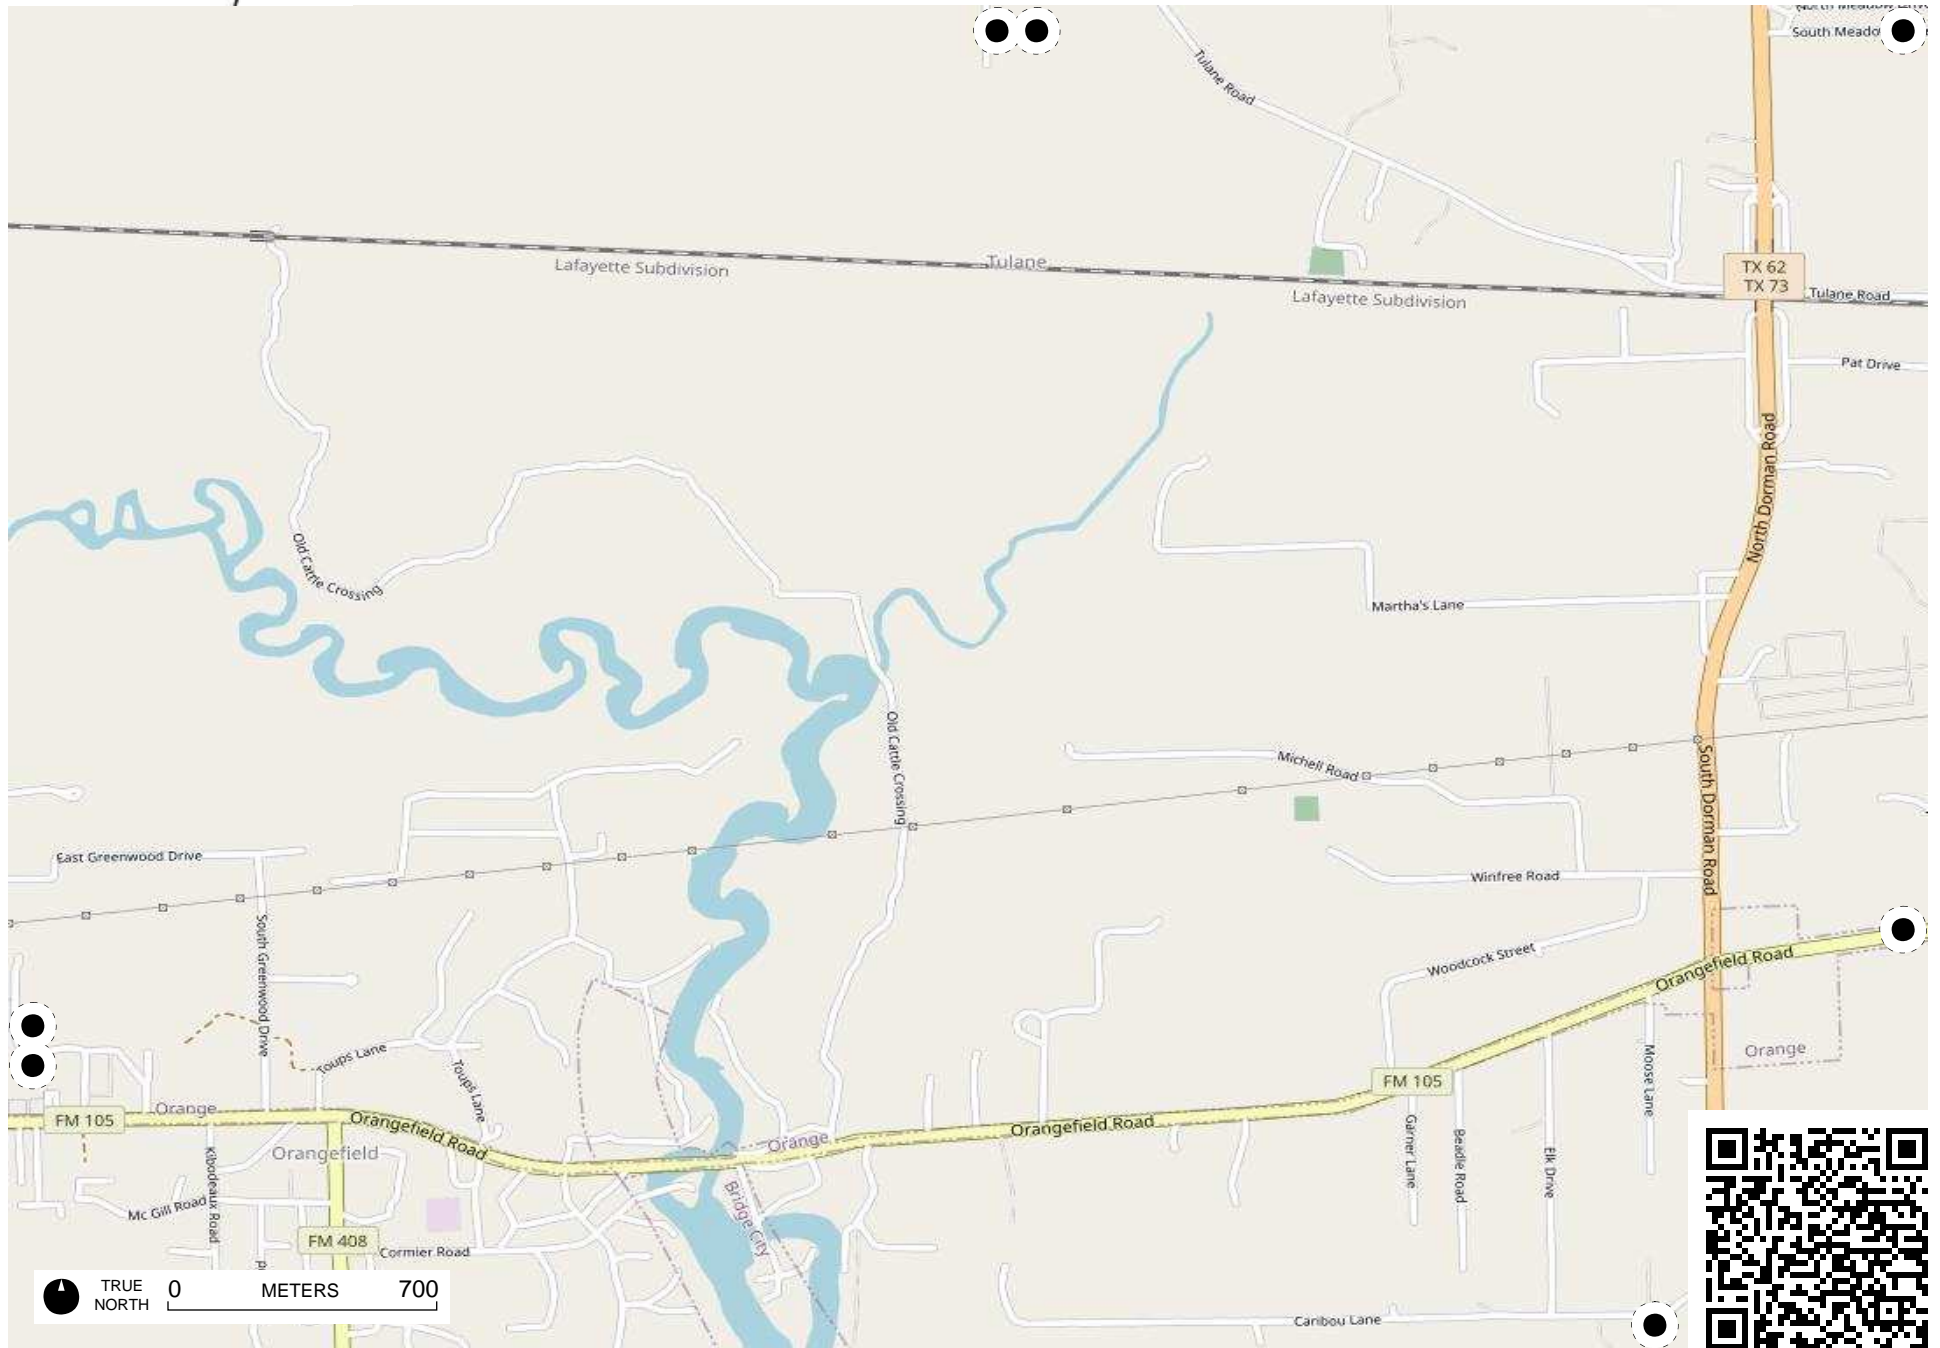 North Meadow Drive
South Meado
Tulane Road
TX 62
TX 73
Tulane Road
Lafayette Subdivision
Tulane
Lafayette Subdivision
Pat Drive
North Dorman Road
Old Cattle Crossing
Martha's Lane
Old Cattle Crossing
Michell Road
South Dorman Road
East Greenwood Drive
Winfree Road
South Greenwood Drive
Woodcock Street
Orangefield Road
Orange
Toups Lane
Toups Lane
Moose Lane
FM 105
FM 105
Orange
Orangefield Road
Orange
Orangefield Road
Orangefield
Garner Lane
Beadle Road
Elk Drive
Kibodeaux Road
Mc Gill Road
Bridge City
FM 408
Cormier Road
TRUE
NORTH
0 METERS 700
Caribou Lane